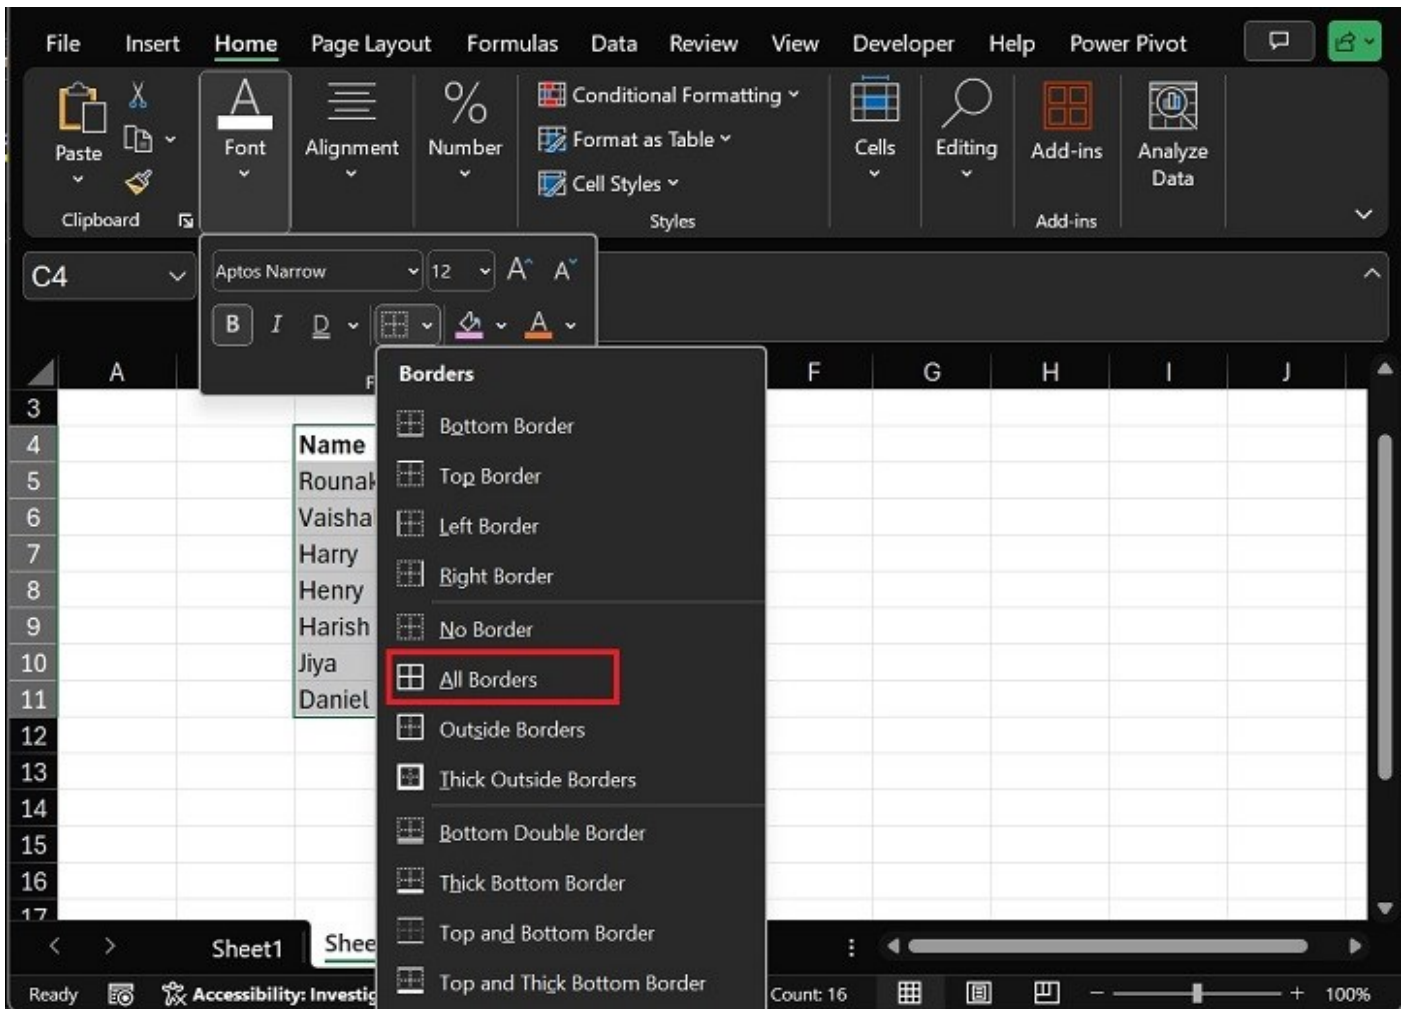 File Insert Home Page Layout Formulas Data Review View Developer Help Power Pivot
Paste
Clipboard
Font
Alignment
%
Number
Conditional Formatting
Format as Table
Cell Styles
Styles
Cells
Editing
Add-ins
Add-ins
Analyze
Data
C4
Aptos Narrow 12 A A
B I D A
A F G H I J
3
4 Name
5
6
7 Harry
8 Henry
9 Harish
10 Jiya
11 Daniel
12
13
14
15
16
17
Borders
Bottom Border
Top Border
Left Border
Right Border
No Border
All Borders
Outside Borders
Thick Outside Borders
Bottom Double Border
Thick Bottom Border
Top and Bottom Border
Top and Thick Bottom Border
Sheet1
Ready Accessibility: Count: 16 100%